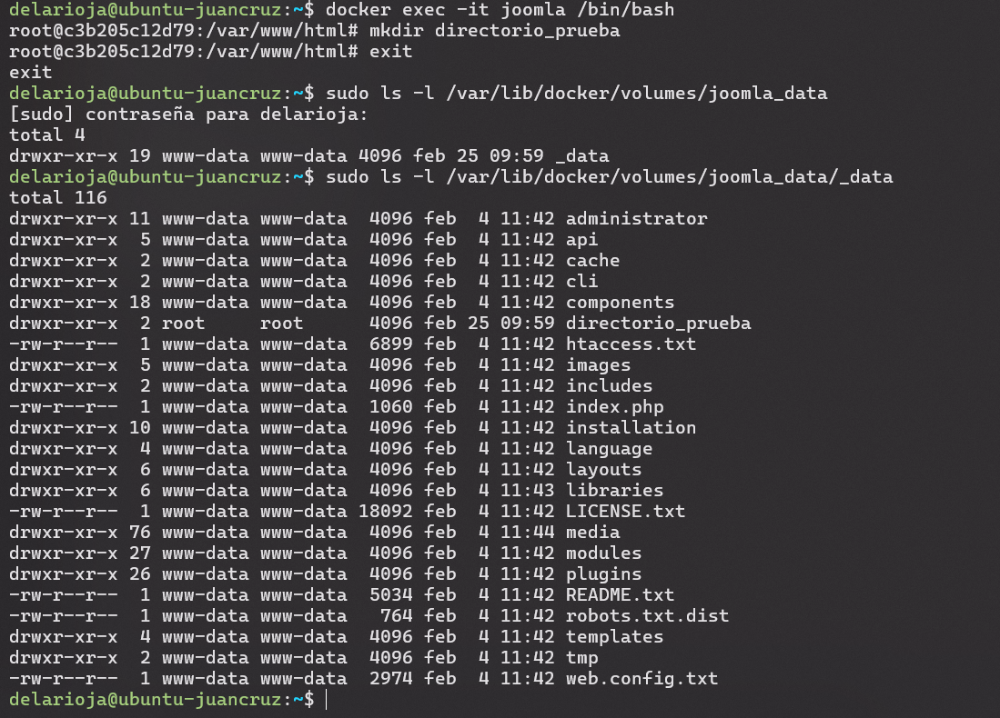 delarioja@ubuntu-juancruz:~$ docker exec -it joomla /bin/bash
root@c3b205c12d79:/var/www/html# mkdir directorio_prueba
root@c3b205c12d79:/var/www/html# exit
exit
delarioja@ubuntu-juancruz:~$ sudo ls -l /var/lib/docker/volumes/joomla_data
[sudo] contraseña para delarioja:
total 4
drwxr-xr-x 19 www-data www-data 4096 feb 25 09:59 _data
delarioja@ubuntu-juancruz:~$ sudo ls -l /var/lib/docker/volumes/joomla_data/_data
total 116
drwxr-xr-x 11 www-data www-data  4096 feb  4 11:42 administrator
drwxr-xr-x  5 www-data www-data  4096 feb  4 11:42 api
drwxr-xr-x  2 www-data www-data  4096 feb  4 11:42 cache
drwxr-xr-x  2 www-data www-data  4096 feb  4 11:42 cli
drwxr-xr-x 18 www-data www-data  4096 feb  4 11:42 components
drwxr-xr-x  2 root     root      4096 feb 25 09:59 directorio_prueba
-rw-r--r--  1 www-data www-data  6899 feb  4 11:42 htaccess.txt
drwxr-xr-x  5 www-data www-data  4096 feb  4 11:42 images
drwxr-xr-x  2 www-data www-data  4096 feb  4 11:42 includes
-rw-r--r--  1 www-data www-data  1060 feb  4 11:42 index.php
drwxr-xr-x 10 www-data www-data  4096 feb  4 11:42 installation
drwxr-xr-x  4 www-data www-data  4096 feb  4 11:42 language
drwxr-xr-x  6 www-data www-data  4096 feb  4 11:42 layouts
drwxr-xr-x  6 www-data www-data  4096 feb  4 11:43 libraries
-rw-r--r--  1 www-data www-data 18092 feb  4 11:42 LICENSE.txt
drwxr-xr-x 76 www-data www-data  4096 feb  4 11:44 media
drwxr-xr-x 27 www-data www-data  4096 feb  4 11:42 modules
drwxr-xr-x 26 www-data www-data  4096 feb  4 11:42 plugins
-rw-r--r--  1 www-data www-data  5034 feb  4 11:42 README.txt
-rw-r--r--  1 www-data www-data   764 feb  4 11:42 robots.txt.dist
drwxr-xr-x  4 www-data www-data  4096 feb  4 11:42 templates
drwxr-xr-x  2 www-data www-data  4096 feb  4 11:42 tmp
-rw-r--r--  1 www-data www-data  2974 feb  4 11:42 web.config.txt
delarioja@ubuntu-juancruz:~$